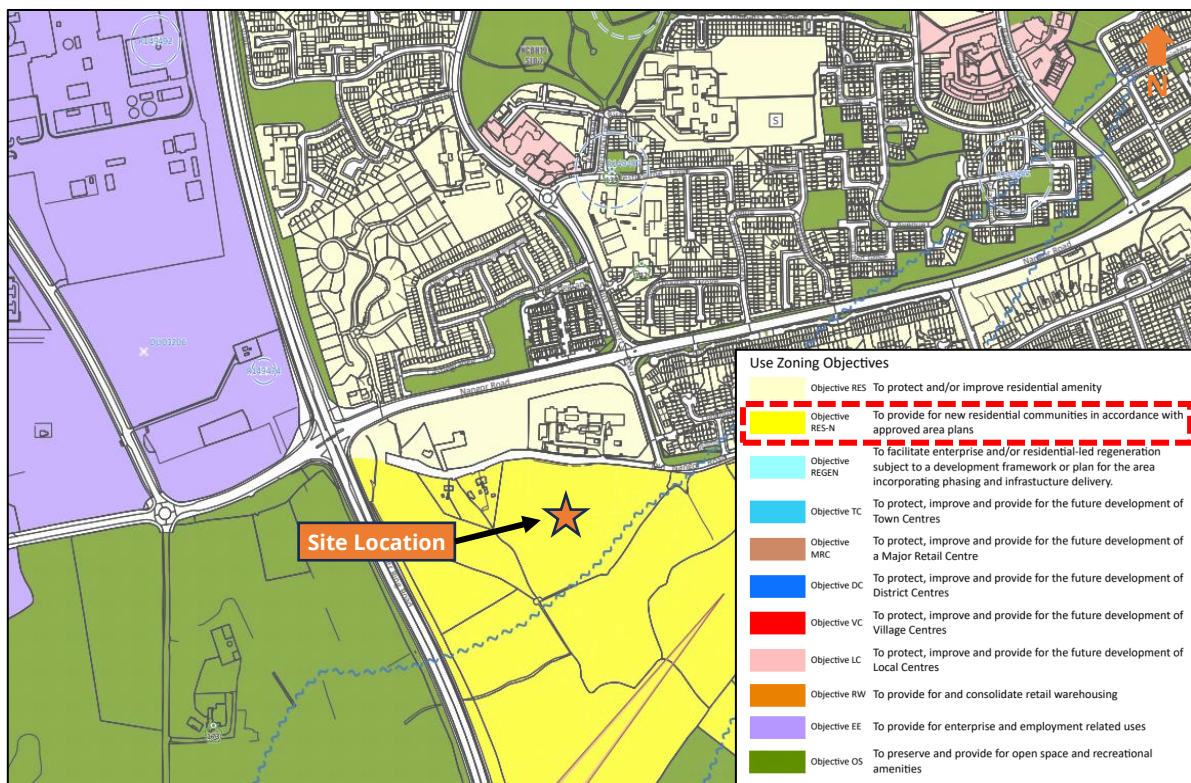 N
S
Nangor Road
Nangor Road
Site Location
Use Zoning Objectives
Objective RES To protect and/or improve residential amenity
Objective RES-N To provide for new residential communities in accordance with
approved area plans
Objective REGEN To facilitate enterprise and/or residential-led regeneration
subject to a development framework or plan for the area
incorporating phasing and infrastucture delivery.
Objective TC To protect, improve and provide for the future development of
Town Centres
Objective MRC To protect, improve and provide for the future development of
a Major Retail Centre
Objective DC To protect, improve and provide for the future development of
District Centres
Objective VC To protect, improve and provide for the future development of
Village Centres
Objective LC To protect, improve and provide for the future development of
Local Centres
Objective RW To provide for and consolidate retail warehousing
Objective EE To provide for enterprise and employment related uses
Objective OS To preserve and provide for open space and recreational
amenities